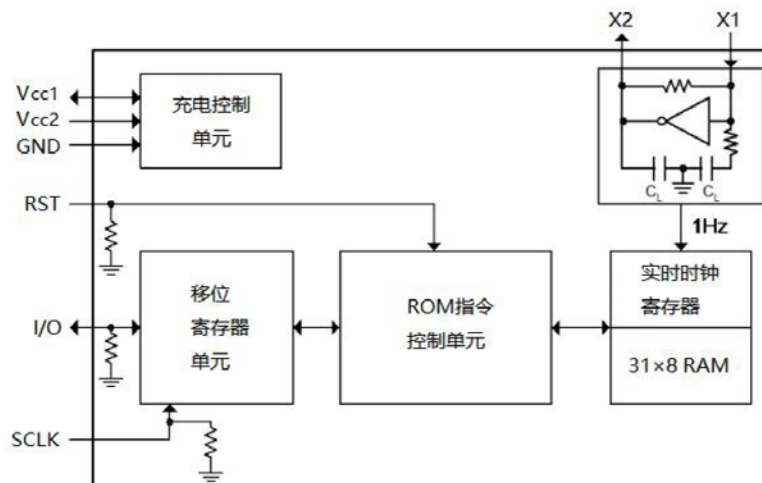 X2
X1
Vcc1
Vcc2
GND
充电控制
单元
C_L
C_L
RST
1Hz
I/O
移位
寄存器
单元
ROM指令
控制单元
实时时钟
寄存器
31×8 RAM
SCLK